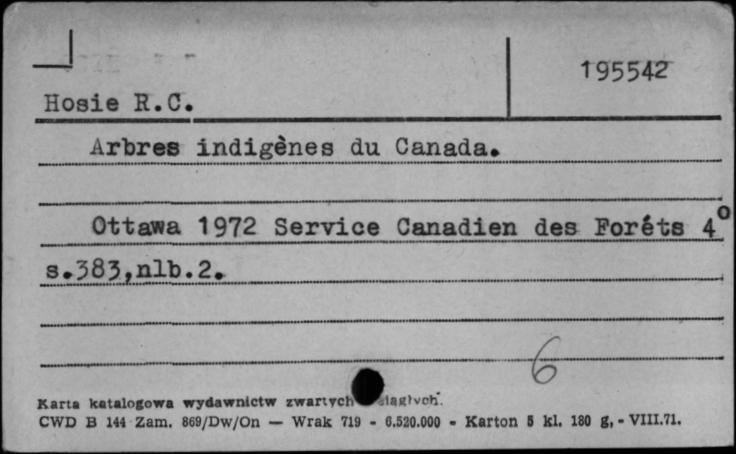 195542
Hosie R.C.
Arbres indigènes du Canada.
Ottawa 1972 Service Canadien des Foréts 4°
s.383,nlb.2.
6
Karta katalogowa wydawnictw zwartych
CWD B 144 Zam. 869/Dw/On — Wrak 719 - 6.520.000 - Karton 5 kl. 180 g, - VIII.71.